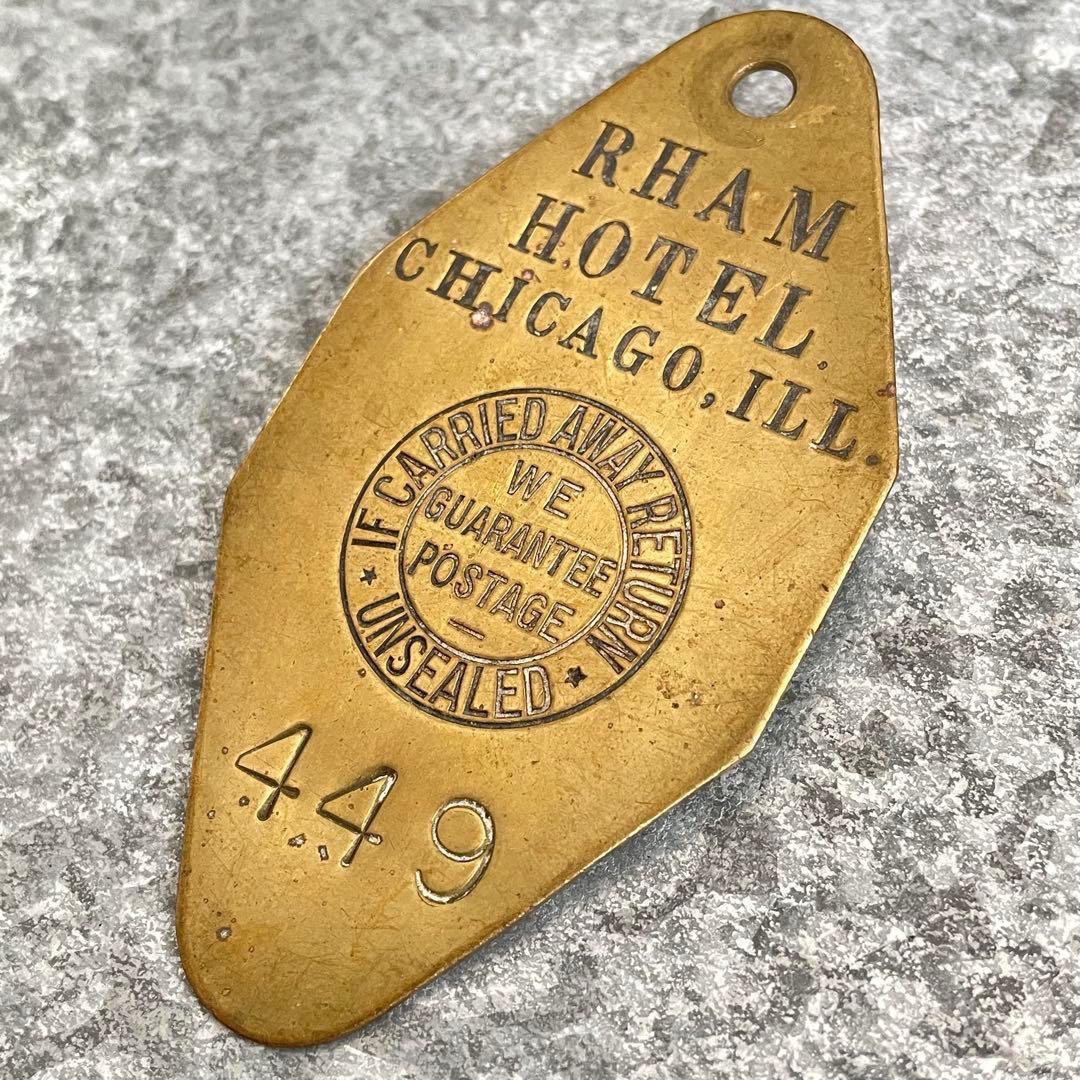 RHAM
HOTEL.
CHICAGO, ILL.
IF CARRIED AWAY RETURN
WE
GUARANTEE
POSTAGE
—
★ UNSEALED ★
449